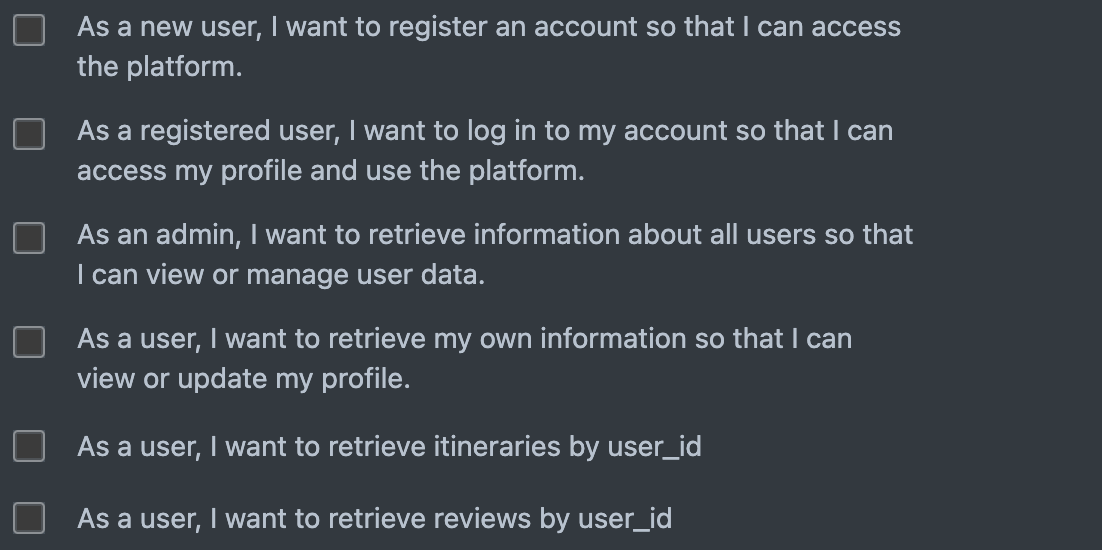 As a new user, I want to register an account so that I can access
the platform.
As a registered user, I want to log in to my account so that I can
access my profile and use the platform.
As an admin, I want to retrieve information about all users so that
I can view or manage user data.
As a user, I want to retrieve my own information so that I can
view or update my profile.
As a user, I want to retrieve itineraries by user_id
As a user, I want to retrieve reviews by user_id